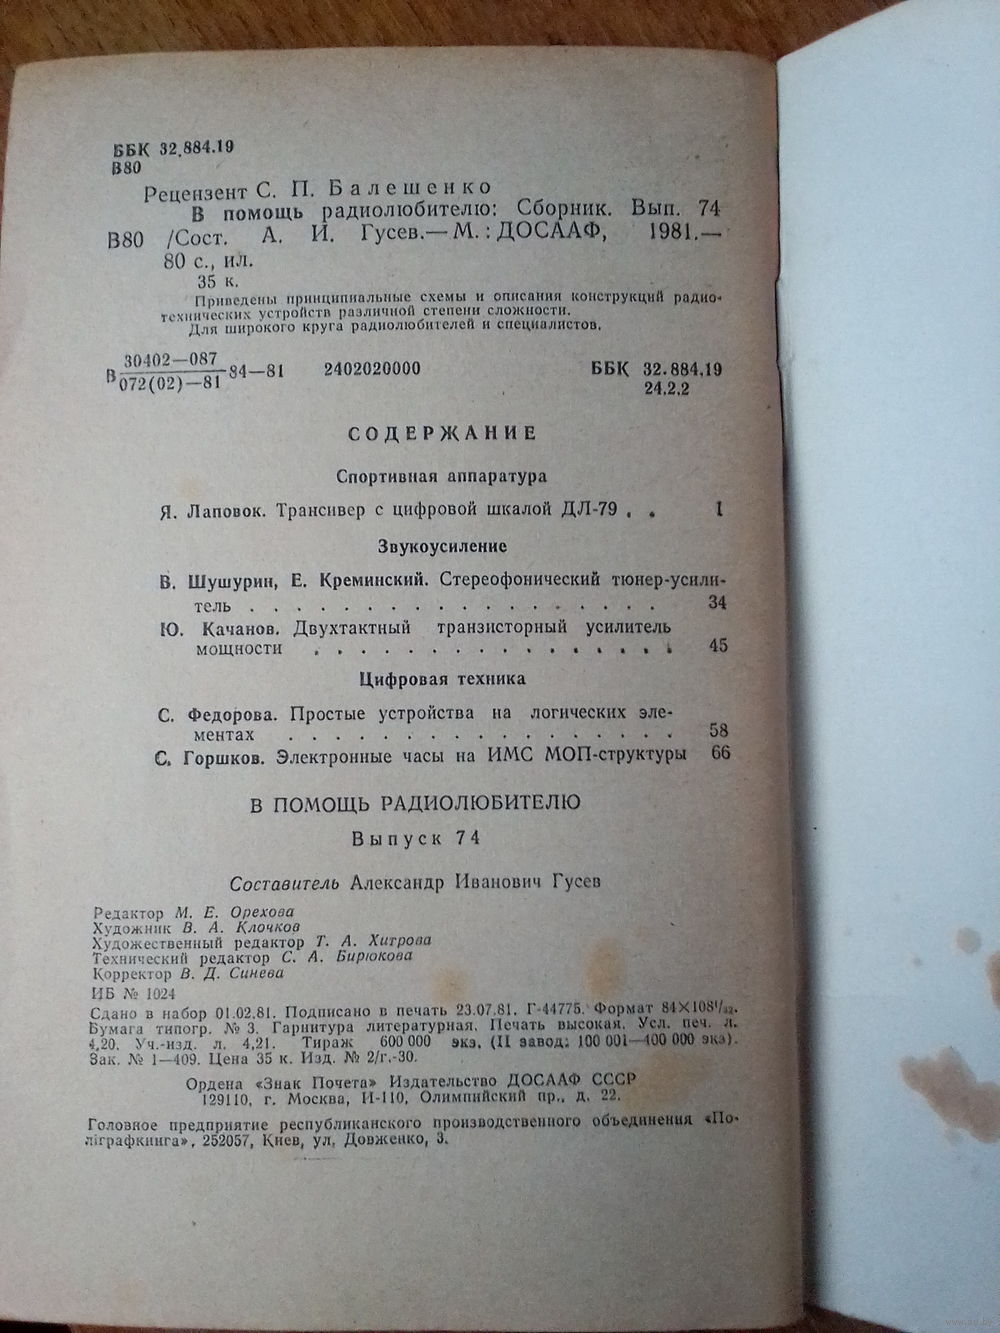 ББК 32.884.19
В80
Рецензент С. П. Балешенко
В помощь радиолюбителю: Сборник. Вып. 74
В80 /Сост. А. И. Гусев.— М.: ДОСААФ, 1981.—
80 с., ил.
35 к.
Приведены принципиальные схемы и описания конструкций радио-
технических устройств различной степени сложности.
Для широкого круга радиолюбителей и специалистов.
В 30402—087
072(02)—81 84—81 2402020000 ББК 32.884.19
24.2.2
СОДЕРЖАНИЕ
Спортивная аппаратура
Я. Лаповок. Трансивер с цифровой шкалой ДЛ-79 . . 1
Звукоусиление
В. Шушурин, Е. Креминский. Стереофонический тюнер-усили-
тель . . . . . . . . . . . . . . . . . . 34
Ю. Качанов. Двухтактный транзисторный усилитель
мощности . . . . . . . . . . . . . . . . 45
Цифровая техника
С. Федорова. Простые устройства на логических эле-
ментах . . . . . . . . . . . . . . . . . 58
С. Горшков. Электронные часы на ИМС МОП-структуры 66
В ПОМОЩЬ РАДИОЛЮБИТЕЛЮ
Выпуск 74
Составитель Александр Иванович Гусев
Редактор М. Е. Орехова
Художник В. А. Клочков
Художественный редактор Т. А. Хитрова
Технический редактор С. А. Бирюкова
Корректор В. Д. Синева
ИБ № 1024
Сдано в набор 01.02.81. Подписано в печать 23.07.81. Г-44775. Формат 84×108¹/₃₂.
Бумага типогр. № 3. Гарнитура литературная. Печать высокая. Усл. печ. л.
4,20. Уч.-изд. л. 4,21. Тираж 600 000 экз. (II завод: 100 001—400 000 экз).
Зак. № 1—409. Цена 35 к. Изд. № 2/г.-30.
Ордена «Знак Почета» Издательство ДОСААФ СССР
129110, г. Москва, И-110, Олимпийский пр., д. 22.
Головное предприятие республиканского производственного объединения «По-
ліграфкнига», 252057, Киев, ул. Довженко, 3.